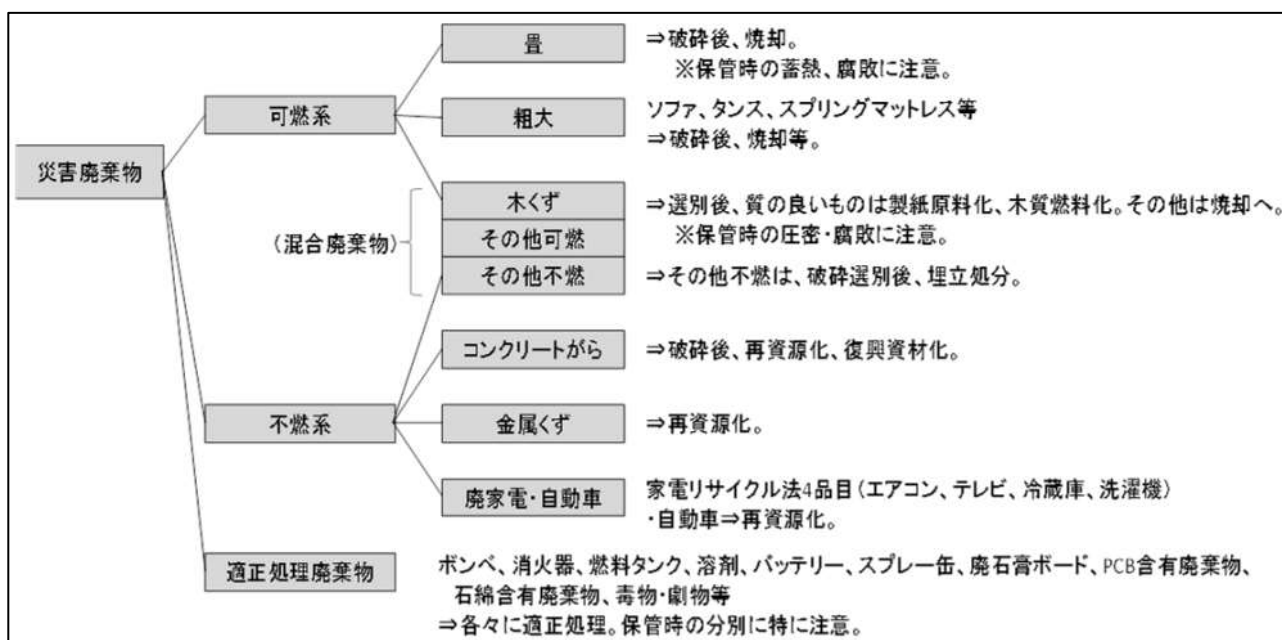 災害廃棄物
可燃系
畳
⇒破砕後、焼却。
※保管時の蓄熱、腐敗に注意。
粗大
ソファ、タンス、スプリングマットレス等
⇒破砕後、焼却等。
(混合廃棄物)
木くず
その他可燃
その他不燃
⇒選別後、質の良いものは製紙原料化、木質燃料化。その他は焼却へ。
※保管時の圧密・腐敗に注意。
⇒その他不燃は、破砕選別後、埋立処分。
不燃系
コンクリートがら
⇒破砕後、再資源化、復興資材化。
金属くず
⇒再資源化。
廃家電・自動車
家電リサイクル法4品目(エアコン、テレビ、冷蔵庫、洗濯機)
・自動車⇒再資源化。
適正処理廃棄物
ボンベ、消火器、燃料タンク、溶剤、バッテリー、スプレー缶、廃石膏ボード、PCB含有廃棄物、
石綿含有廃棄物、毒物・劇物等
⇒各々に適正処理。保管時の分別に特に注意。